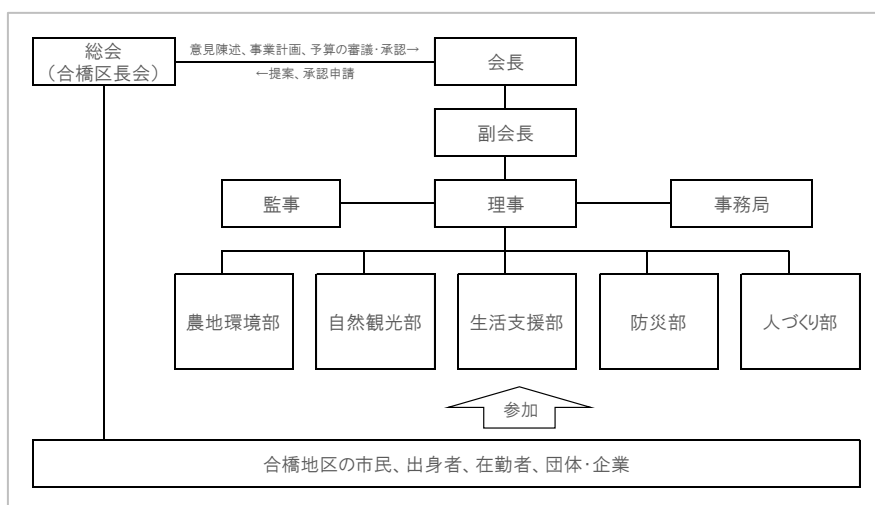 総会
（合橋区長会）
意見陳述、事業計画、予算の審議・承認→
←提案、承認申請
会長
副会長
監事
理事
事務局
農地環境部
自然観光部
生活支援部
防災部
人づくり部
参加
合橋地区の市民、出身者、在勤者、団体・企業